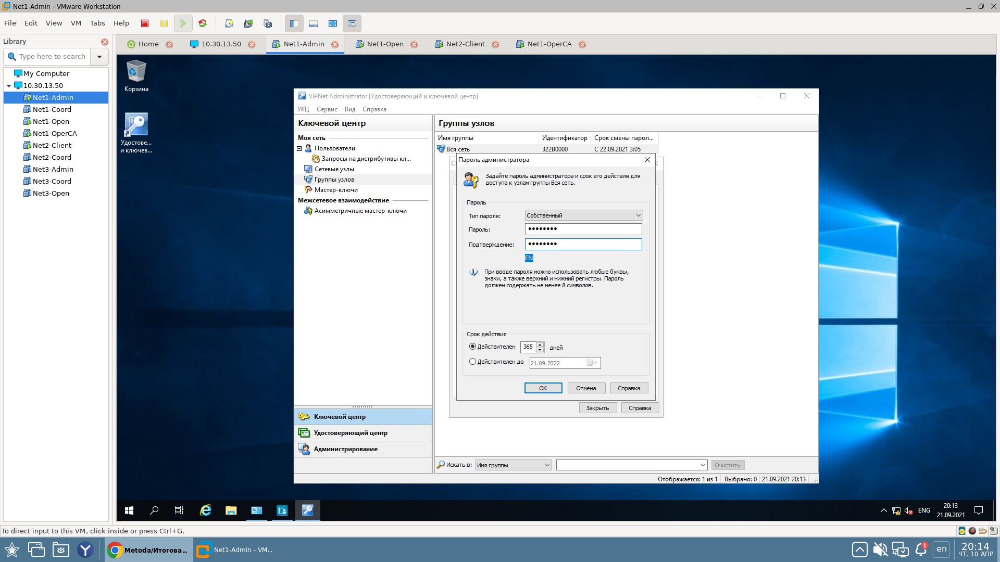 Net1-Admin - VMware Workstation
File Edit View VM Tabs Help
Library
Type here to search
My Computer
10.30.13.50
Net1-Admin
Net1-Coord
Net1-Open
Net1-OperCA
Net2-Client
Net2-Coord
Net3-Admin
Net3-Coord
Net3-Open
Home 10.30.13.50 Net1-Admin Net1-Open Net2-Client Net1-OperCA
Корзина
Удостове...
и ключев...
ViPNet Administrator [Удостоверяющий и ключевой центр]
УКЦ Сервис Вид Справка
Ключевой центр
Моя сеть
Пользователи
Запросы на дистрибутивы кл...
Сетевые узлы
Группы узлов
Мастер-ключи
Межсетевое взаимодействие
Асимметричные мастер-ключи
Ключевой центр
Удостоверяющий центр
Администрирование
Группы узлов
Имя группы Идентификатор Срок смены парол...
Вся сеть 322B0000 С 22.09.2021 3:05
Пароль администратора
Задайте пароль администратора и срок его действия для
доступа к узлам группы Вся сеть.
Пароль
Тип пароля: Собственный
Пароль: ••••••••
Подтверждение: ••••••••
EN
При вводе пароля можно использовать любые буквы,
знаки, а также верхний и нижний регистры. Пароль
должен содержать не менее 8 символов.
Срок действия
Действителен 365 дней
Действителен до 21.09.2022
OK Отмена Справка
Закрыть Справка
Искать в: Имя группы Очистить
Отображается: 1 из 1 Выбрано: 0 21.09.2021 20:13
ENG 20:13
21.09.2021
To direct input to this VM, click inside or press Ctrl+G.
Metoda/Итогова...
Net1-Admin - VM...
1
en
20:14
ЧТ, 10 АПР